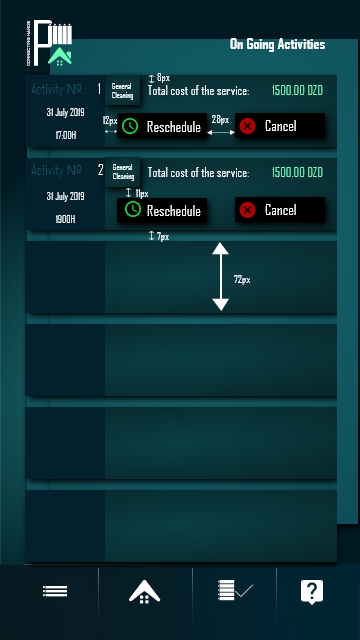 On Going Activities
Activity Nº : 1
General
Cleaning
8px
Total cost of the service:
1500.00 DZD
31 July 2019
17:00H
12px
Reschedule
28px
Cancel
Activity Nº : 2
General
Cleaning
Total cost of the service:
1500.00 DZD
31 July 2019
19:00H
11px
Reschedule
Cancel
7px
72px
?